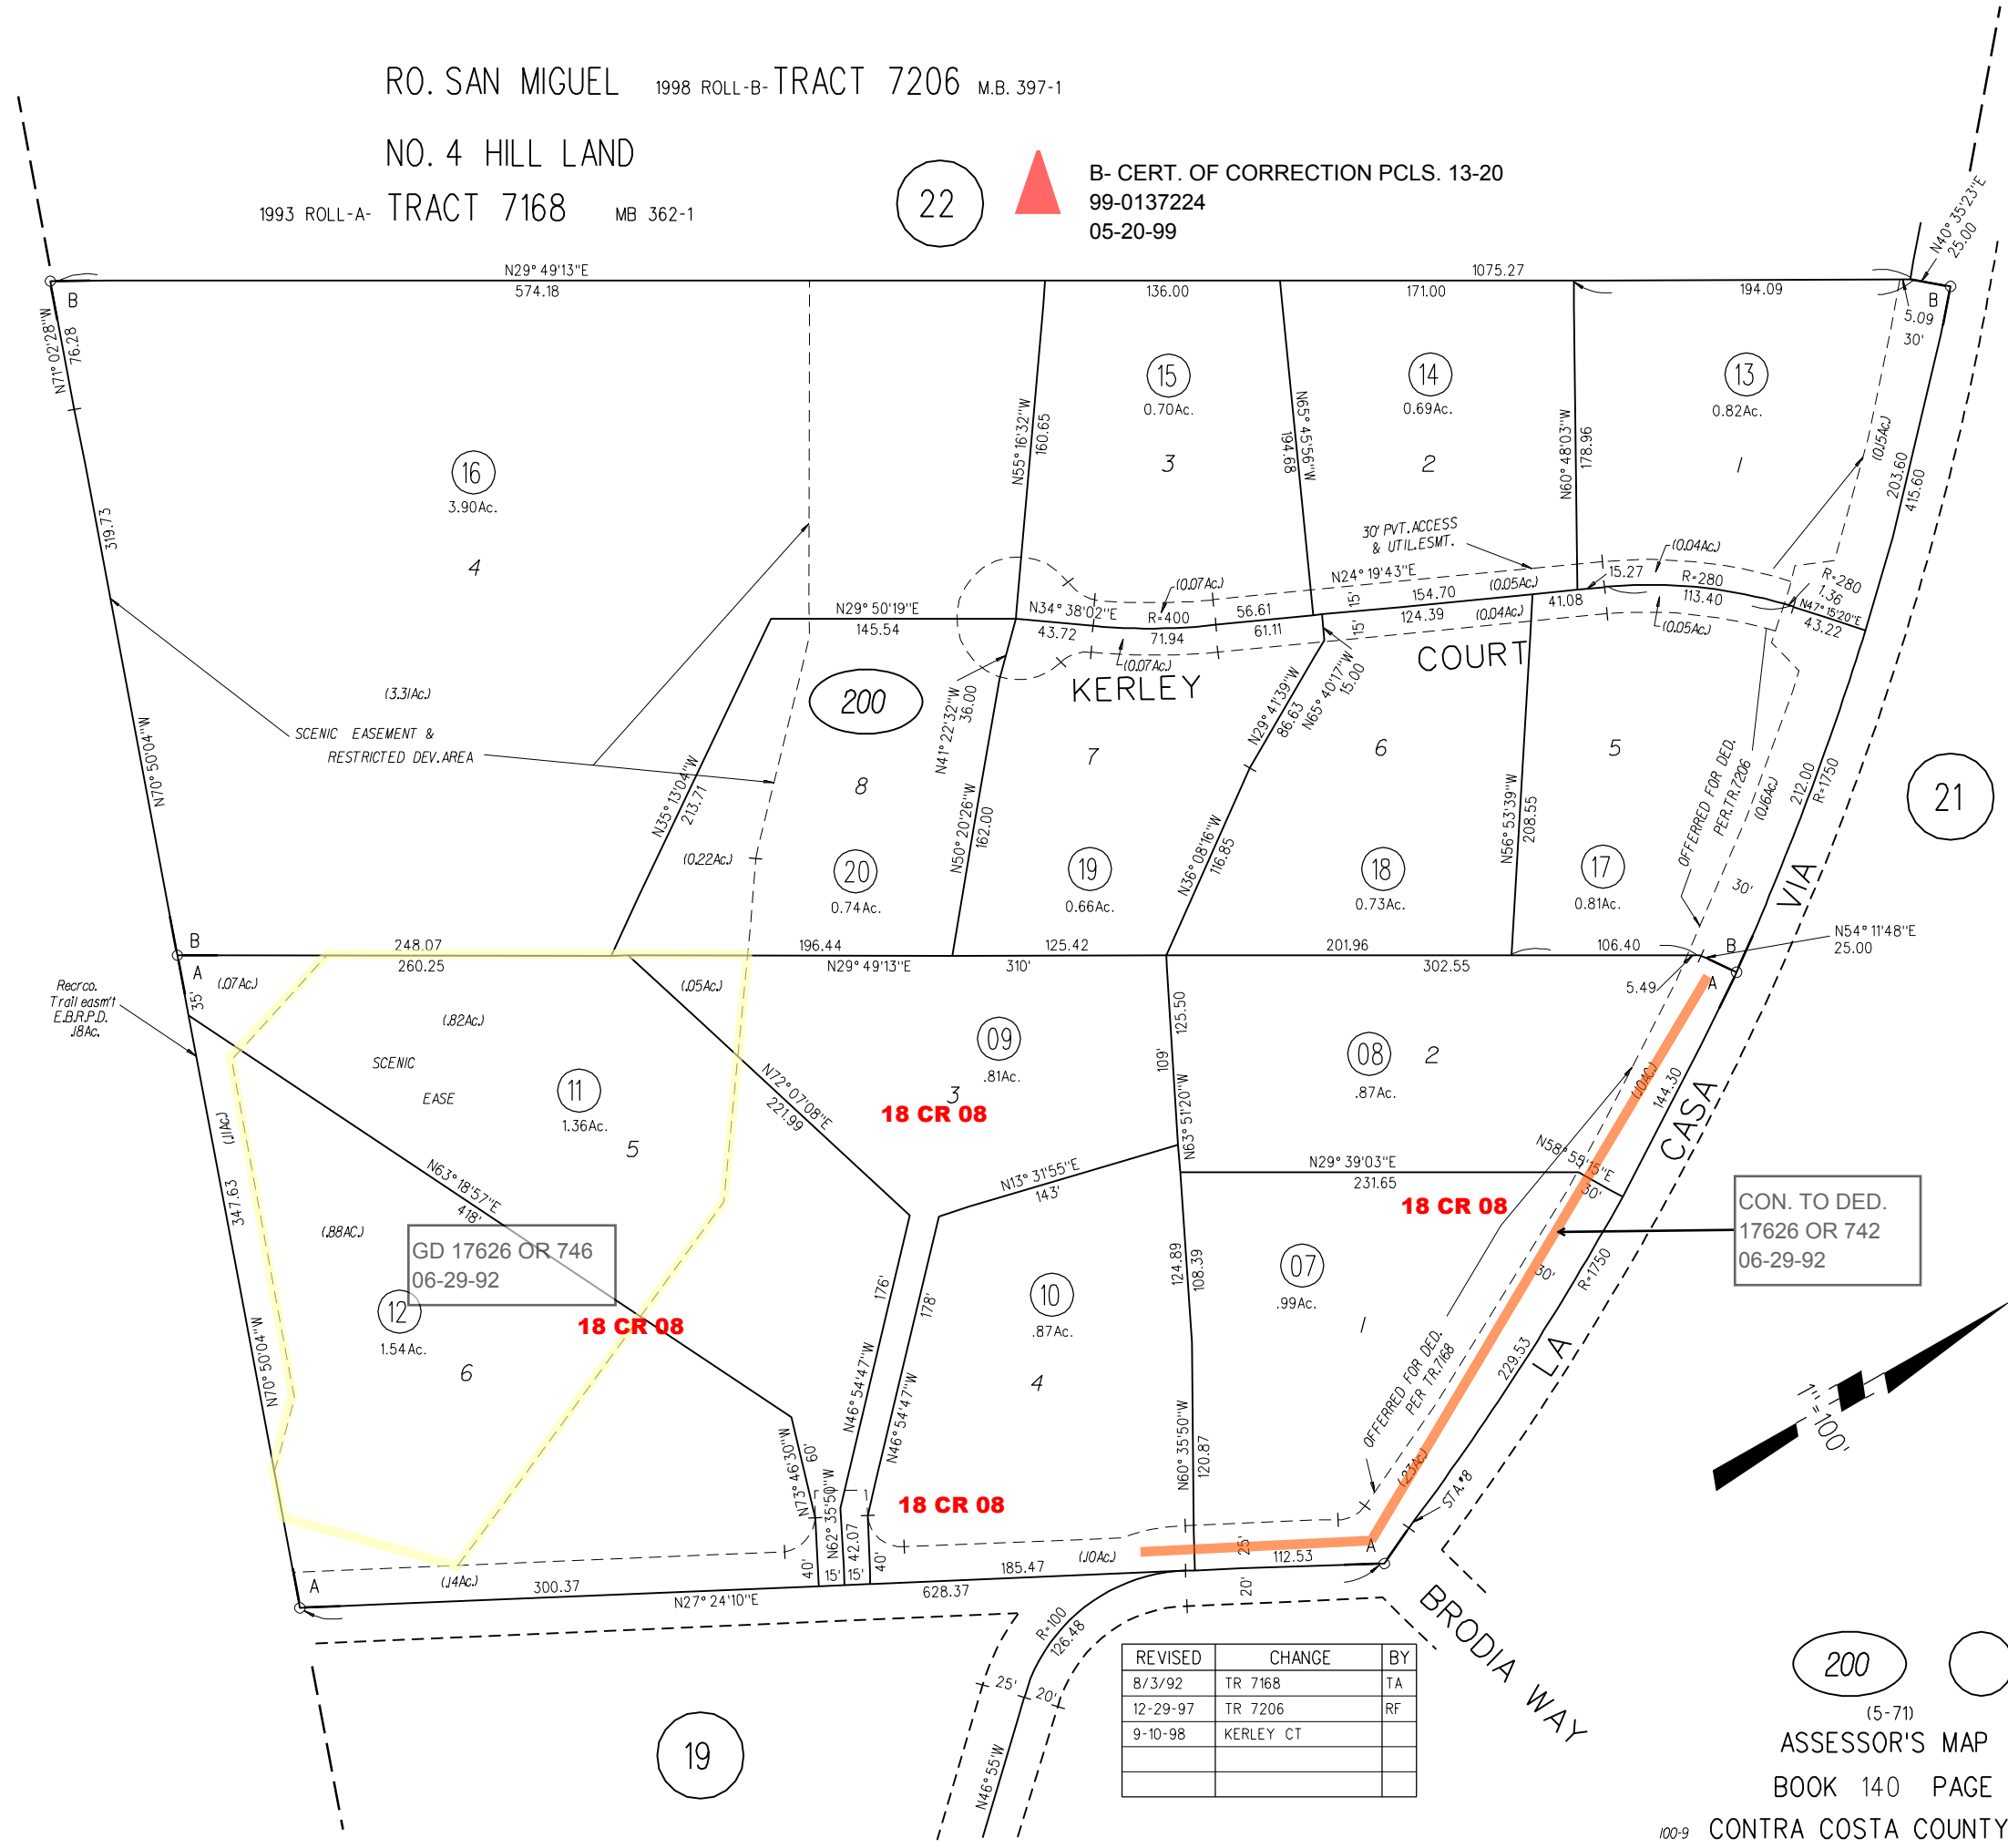 RO. SAN MIGUEL 1998 ROLL-B- TRACT 7206 M.B. 397-1
NO. 4 HILL LAND
1993 ROLL-A- TRACT 7168 MB 362-1
22
B- CERT. OF CORRECTION PCLS. 13-20
99-0137224
05-20-99
N40°35'23"E
25.00
N29°49'13"E
1075.27
574.18
136.00
171.00
194.09
B
B
5.09
30'
N71°02'28"W
76.28
319.73
N70°50'04"W
16
3.90Ac.
4
15
0.70Ac.
3
14
0.69Ac.
2
13
0.82Ac.
1
N55°16'32"W
160.65
N65°45'56"W
194.68
N60°48'03"W
178.96
(0.15Ac.)
203.60
415.60
30' PVT. ACCESS
& UTIL. ESMT.
(0.04Ac.)
N24°19'43"E
(0.05Ac.)
15.27
R=280
113.40
R=280
1.36
N47°15'20"E
43.22
(0.07Ac.)
N29°50'19"E
145.54
N34°38'02"E
43.72
R=400
71.94
56.61
61.11
15'
15'
154.70
124.39
(0.04Ac.)
41.08
(0.05Ac.)
(0.07Ac.)
KERLEY
COURT
200
(3.31Ac.)
SCENIC EASEMENT &
RESTRICTED DEV. AREA
N41°22'32"W
36.00
N29°41'39"W
86.63
N65°40'17"W
15.00
8
7
6
5
N35°13'04"W
213.71
N50°20'26"W
162.00
N36°08'16"W
116.85
N56°53'39"W
208.55
OFFERRED FOR DED.
PER. TR. 7206
(0.16Ac.)
212.00
R=1750
21
(0.22Ac.)
20
0.74Ac.
19
0.66Ac.
18
0.73Ac.
17
0.81Ac.
30'
VIA
B
A
248.07
260.25
196.44
N29°49'13"E
125.42
310'
201.96
302.55
106.40
5.49
B
A
N54°11'48"E
25.00
Recrco.
Trail easm't
E.B.R.P.D.
.18Ac.
(.07Ac.)
35'
(.82Ac.)
(.05Ac.)
SCENIC
EASE
11
1.36Ac.
5
09
.81Ac.
3
18 CR 08
125.50
109'
N63°51'20"W
08
2
.87Ac.
(.10AC.)
144.30
CASA
N72°07'08"E
221.99
(.11Ac.)
347.63
N63°18'57"E
418'
N13°31'55"E
143'
N29°39'03"E
231.65
N58°55'15"E
30'
18 CR 08
CON. TO DED.
17626 OR 742
06-29-92
(.88AC.)
GD 17626 OR 746
06-29-92
12
1.54Ac.
6
18 CR 08
N70°50'04"W
176'
178'
N46°54'47"W
N46°54'47"W
10
.87Ac.
4
124.89
108.39
07
.99Ac.
1
30'
R=1750
229.53
LA
OFFERRED FOR DED.
PER TR. 7168
N60°35'50"W
120.87
(.23Ac.)
STA.#8
1"=100'
N73°46'30"W
60'
N62°35'50"W
42.07
18 CR 08
A
A
(.14Ac.)
300.37
40'
15'
15'
40'
185.47
(.10Ac.)
25'
112.53
N27°24'10"E
628.37
20'
BRODIA WAY
R=100
126.48
25'
20'
N46°55'W
19
REVISED CHANGE BY
8/3/92 TR 7168 TA
12-29-97 TR 7206 RF
9-10-98 KERLEY CT
200
(5-71)
ASSESSOR'S MAP
BOOK 140 PAGE
100-9 CONTRA COSTA COUNTY